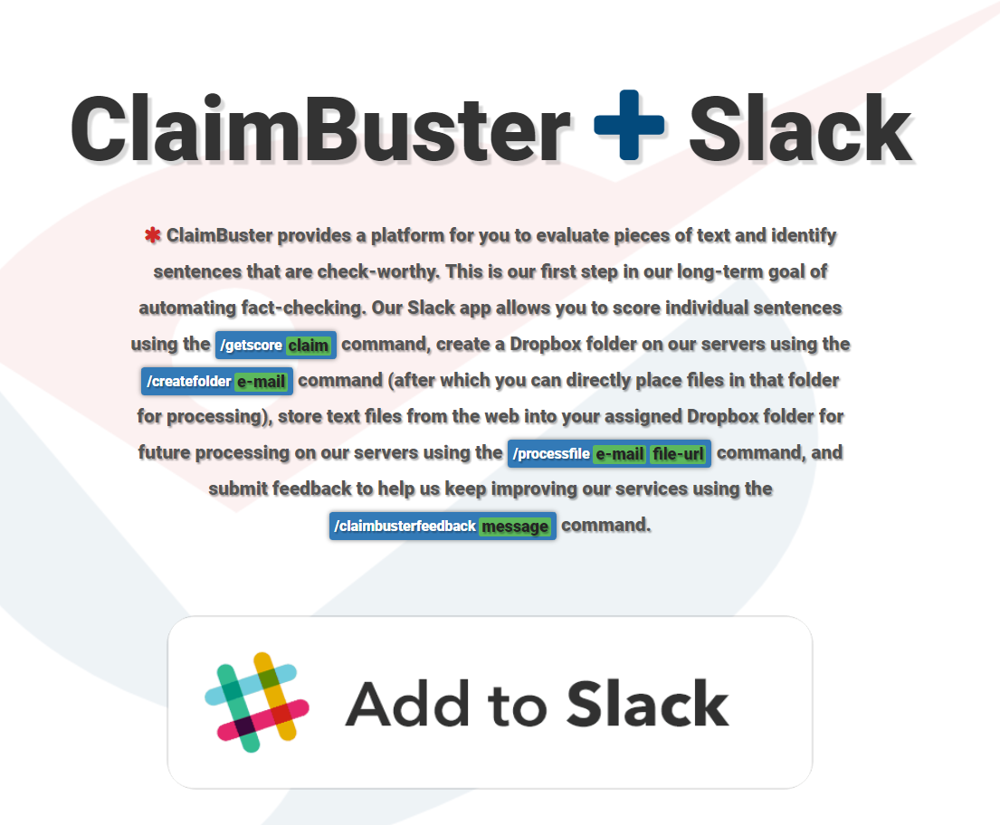 ClaimBuster + Slack
* ClaimBuster provides a platform for you to evaluate pieces of text and identify
sentences that are check-worthy. This is our first step in our long-term goal of
automating fact-checking. Our Slack app allows you to score individual sentences
using the /getscore claim command, create a Dropbox folder on our servers using the
/createfolder e-mail command (after which you can directly place files in that folder
for processing), store text files from the web into your assigned Dropbox folder for
future processing on our servers using the /processfile e-mail file-url command, and
submit feedback to help us keep improving our services using the
/claimbusterfeedback message command.
Add to Slack